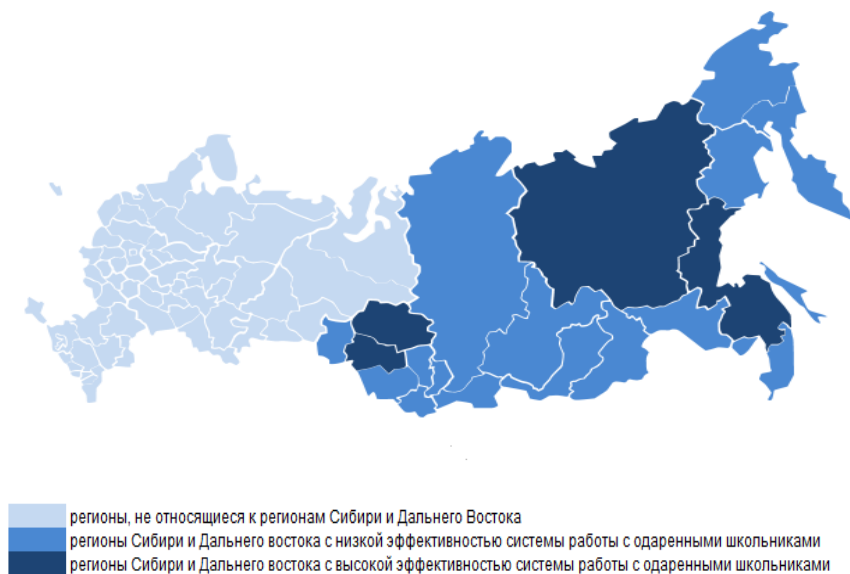 регионы, не относящиеся к регионам Сибири и Дальнего Востока
регионы Сибири и Дальнего востока с низкой эффективностью системы работы с одаренными школьниками
регионы Сибири и Дальнего востока с высокой эффективностью системы работы с одаренными школьниками